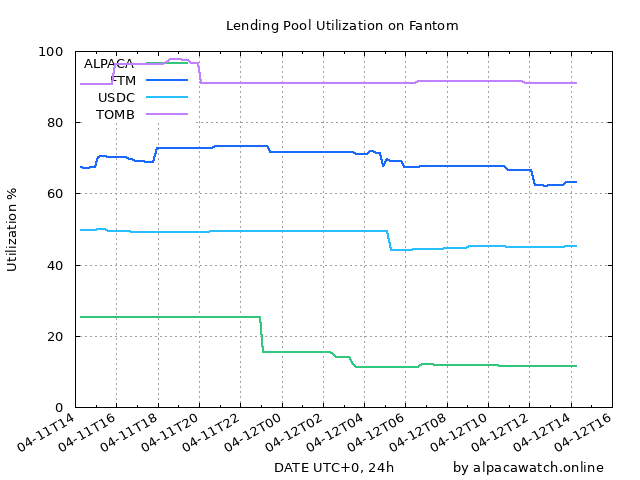 Lending Pool Utilization on Fantom
Utilization %
100
80
60
40
20
0
ALPACA
FTM
USDC
TOMB
04-11T14
04-11T16
04-11T18
04-11T20
04-11T22
04-12T00
04-12T02
04-12T04
04-12T06
04-12T08
04-12T10
04-12T12
04-12T14
04-12T16
DATE UTC+0, 24h
by alpacawatch.online